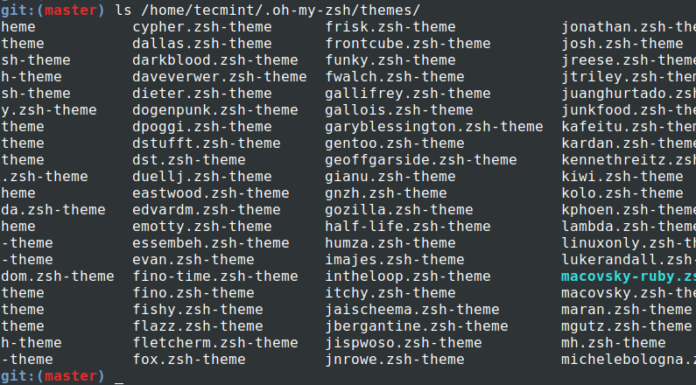 git:(master) ls /home/tecmint/.oh-my-zsh/themes/
heme cypher.zsh-theme frisk.zsh-theme jonathan.zsh-the
theme dallas.zsh-theme frontcube.zsh-theme josh.zsh-theme
sh-theme darkblood.zsh-theme funky.zsh-theme jreese.zsh-theme
h-theme daveverwer.zsh-theme fwalch.zsh-theme jtriley.zsh-theme
sh-theme dieter.zsh-theme gallifrey.zsh-theme juanghurtado.zsh
y.zsh-theme dogenpunk.zsh-theme gallois.zsh-theme junkfood.zsh-the
theme dpoggi.zsh-theme garyblessington.zsh-theme kafeitu.zsh-them
theme dstufft.zsh-theme gentoo.zsh-theme kardan.zsh-theme
theme dst.zsh-theme geoffgarside.zsh-theme kennethreitz.zsh
.zsh-theme duellj.zsh-theme gianu.zsh-theme kiwi.zsh-theme
heme eastwood.zsh-theme gnzh.zsh-theme kolo.zsh-theme
da.zsh-theme edvardm.zsh-theme gozilla.zsh-theme kphoen.zsh-theme
heme emotty.zsh-theme half-life.zsh-theme lambda.zsh-theme
-theme essembeh.zsh-theme humza.zsh-theme linuxonly.zsh-th
-theme evan.zsh-theme imajes.zsh-theme lukerandall.zsh-
dom.zsh-theme fino-time.zsh-theme intheloop.zsh-theme macovsky-ruby.zs
theme fino.zsh-theme itchy.zsh-theme macovsky.zsh-the
theme fishy.zsh-theme jaischeema.zsh-theme maran.zsh-theme
theme flazz.zsh-theme jbergantine.zsh-theme mgutz.zsh-theme
h-theme fletcherm.zsh-theme jispwoso.zsh-theme mh.zsh-theme
-theme fox.zsh-theme jnrowe.zsh-theme michelebologna.z
git:(master) _